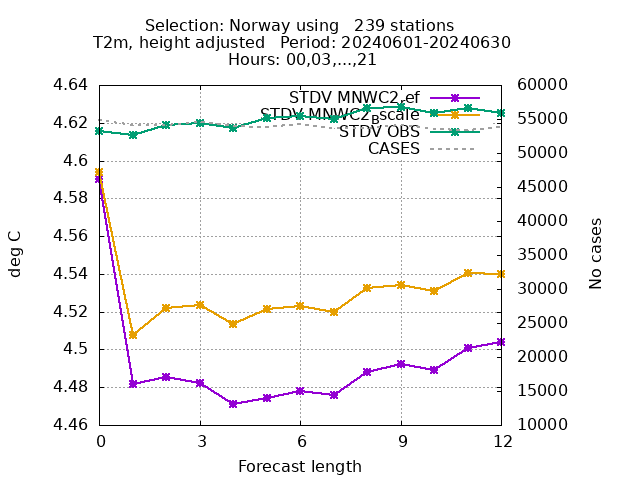 Selection: Norway using   239 stations
T2m, height adjusted   Period: 20240601-20240630
Hours: 00,03,...,21
4.64
4.62
4.6
4.58
4.56
4.54
4.52
4.5
4.48
4.46
60000
55000
50000
45000
40000
35000
30000
25000
20000
15000
10000
STDV MNWC2_ref
STDV MNWC2_Bscale
STDV OBS
CASES
deg C
No cases
0
3
6
9
12
Forecast length